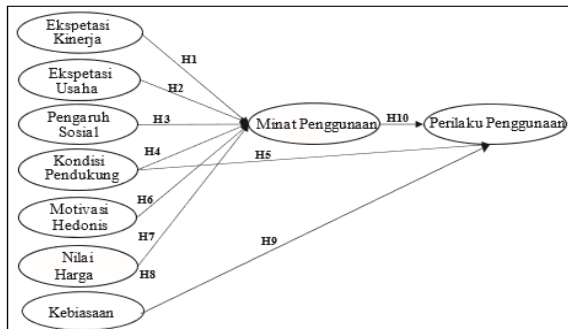 Ekspetasi
Kinerja
H1
Ekspetasi
Usaha
H2
Pengaruh
Sosial
H3
Minat Penggunaan
H10
Perilaku Penggunaan
Kondisi
Pendukung
H4
H5
Motivasi
Hedonis
H6
H7
Nilai
Harga
H8
H9
Kebiasaan